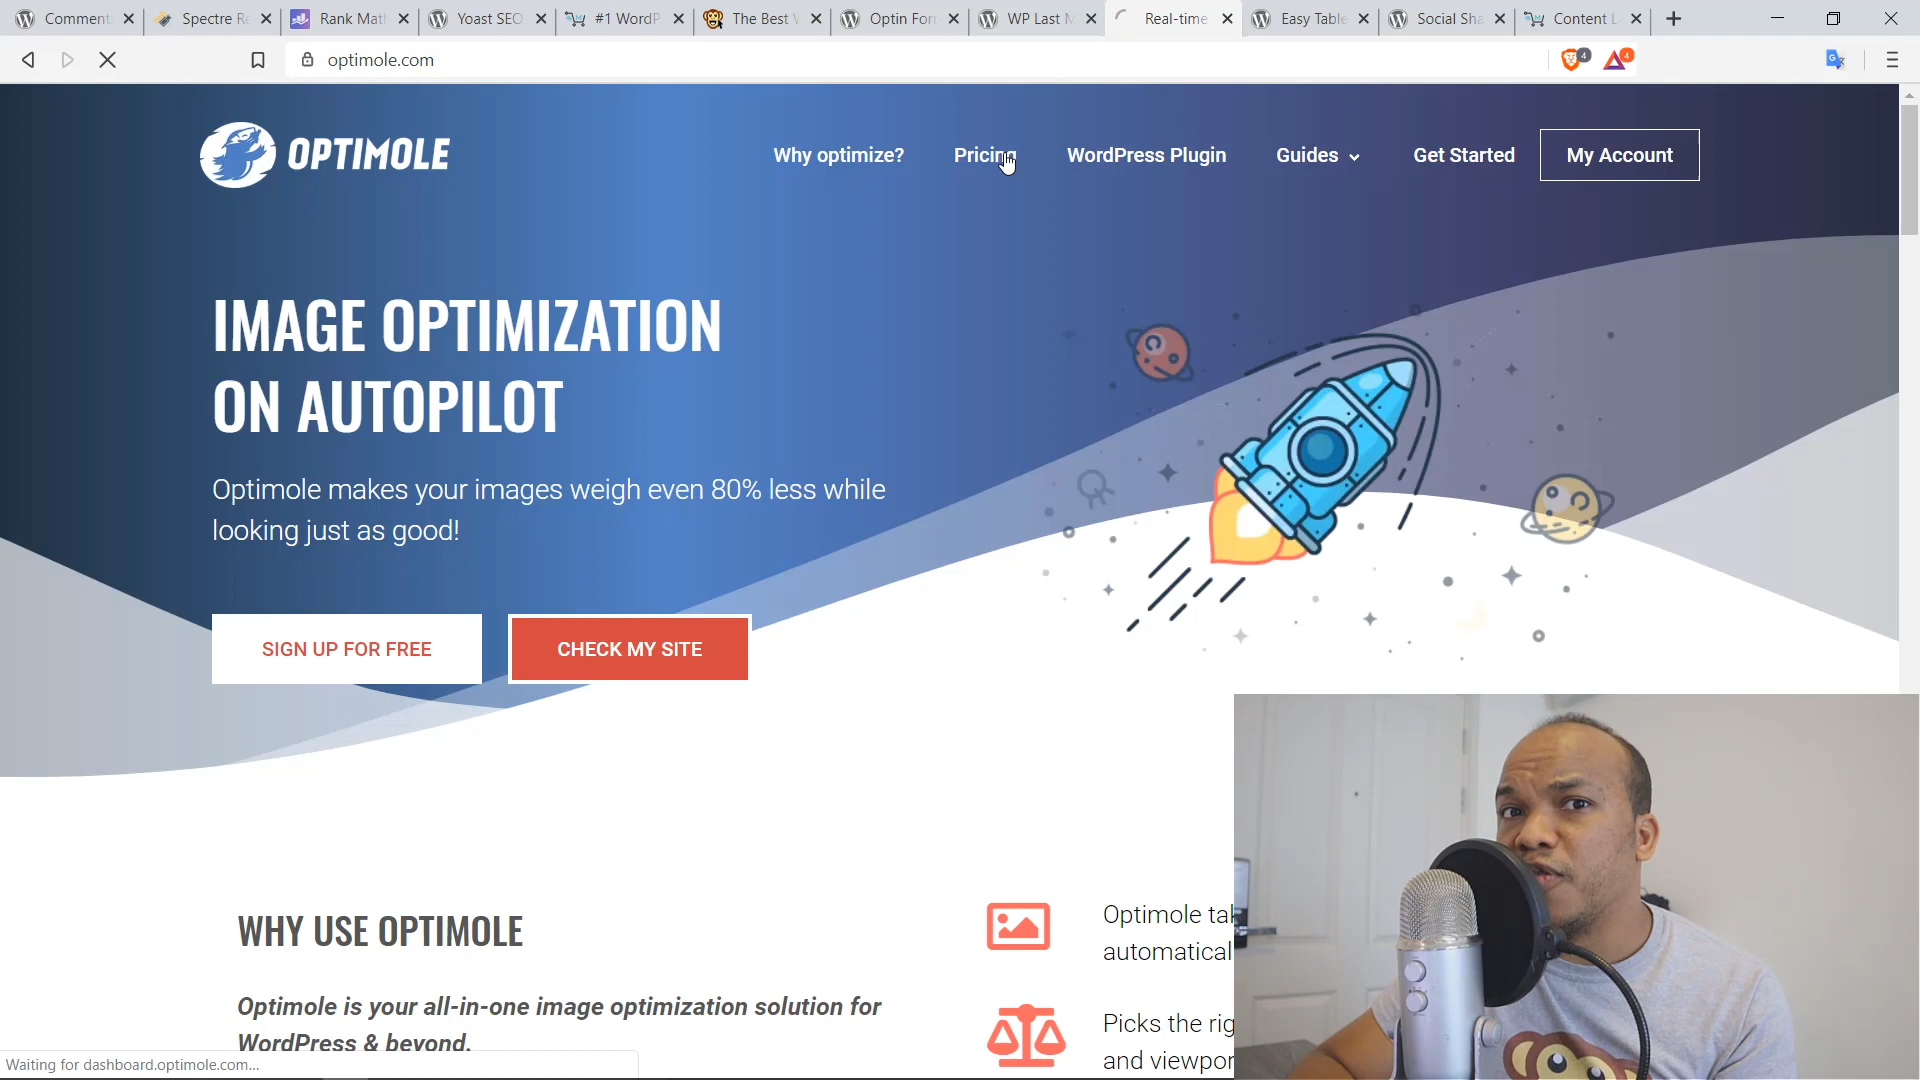 Comment
Spectre R
Rank Mat
Yoast SEO
#1 WordP
The Best
Optin For
WP Last M
Real-time
Easy Table
Social Sha
Content L
optimole.com
4
4
OPTIMOLE
Why optimize?
Pricing
WordPress Plugin
Guides
Get Started
My Account
IMAGE OPTIMIZATION
ON AUTOPILOT
Optimole makes your images weigh even 80% less while
looking just as good!
SIGN UP FOR FREE
CHECK MY SITE
WHY USE OPTIMOLE
Optimole is your all-in-one image optimization solution for
WordPress & beyond.
Optimole tak
automatical
Picks the rig
and viewpor
Waiting for dashboard.optimole.com...